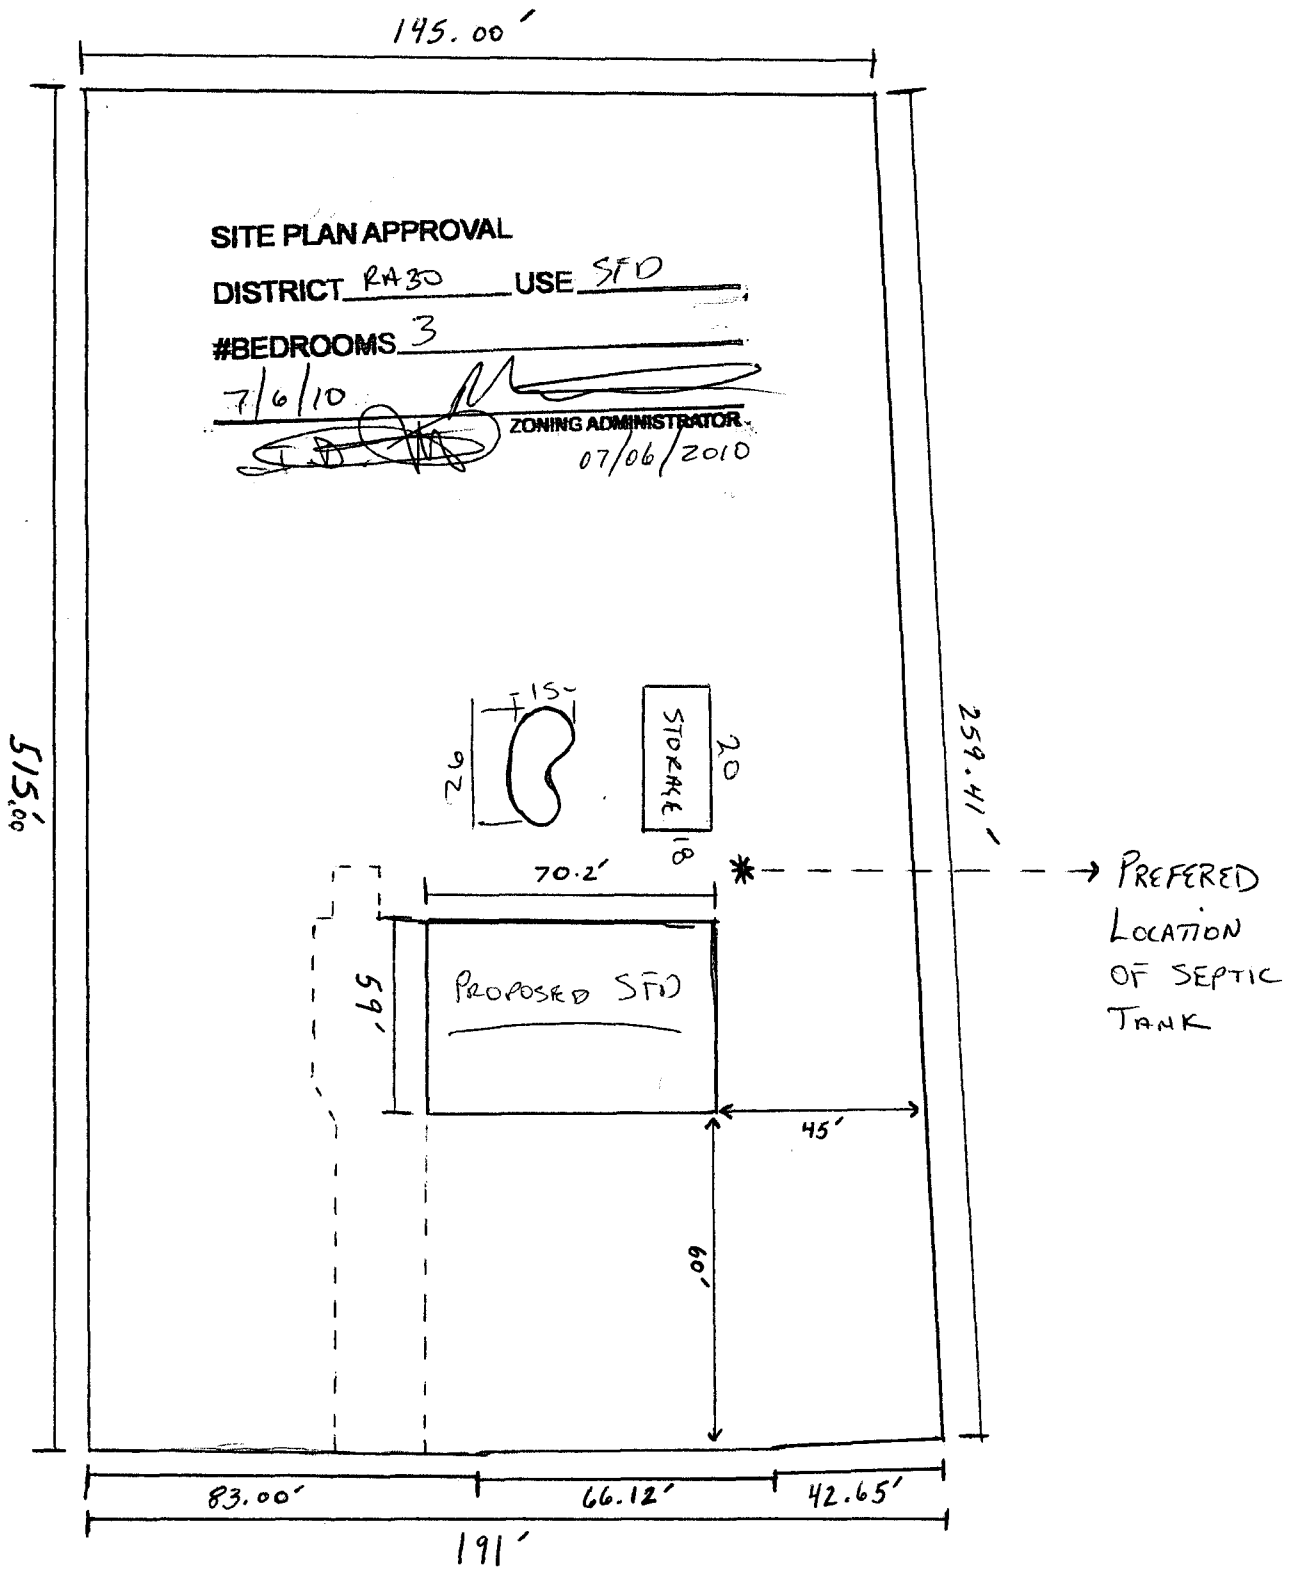 145.00'
SITE PLAN APPROVAL
DISTRICT RA30 USE SFD
#BEDROOMS 3
7/6/10
ZONING ADMINISTRATOR
07/06/2010
515.00'
259.41'
15
26
STORAGE
20
18
70.2'
PREFERED
LOCATION
OF SEPTIC
TANK
59'
PROPOSED SFD
45'
60'
83.00'
66.12'
42.65'
191'